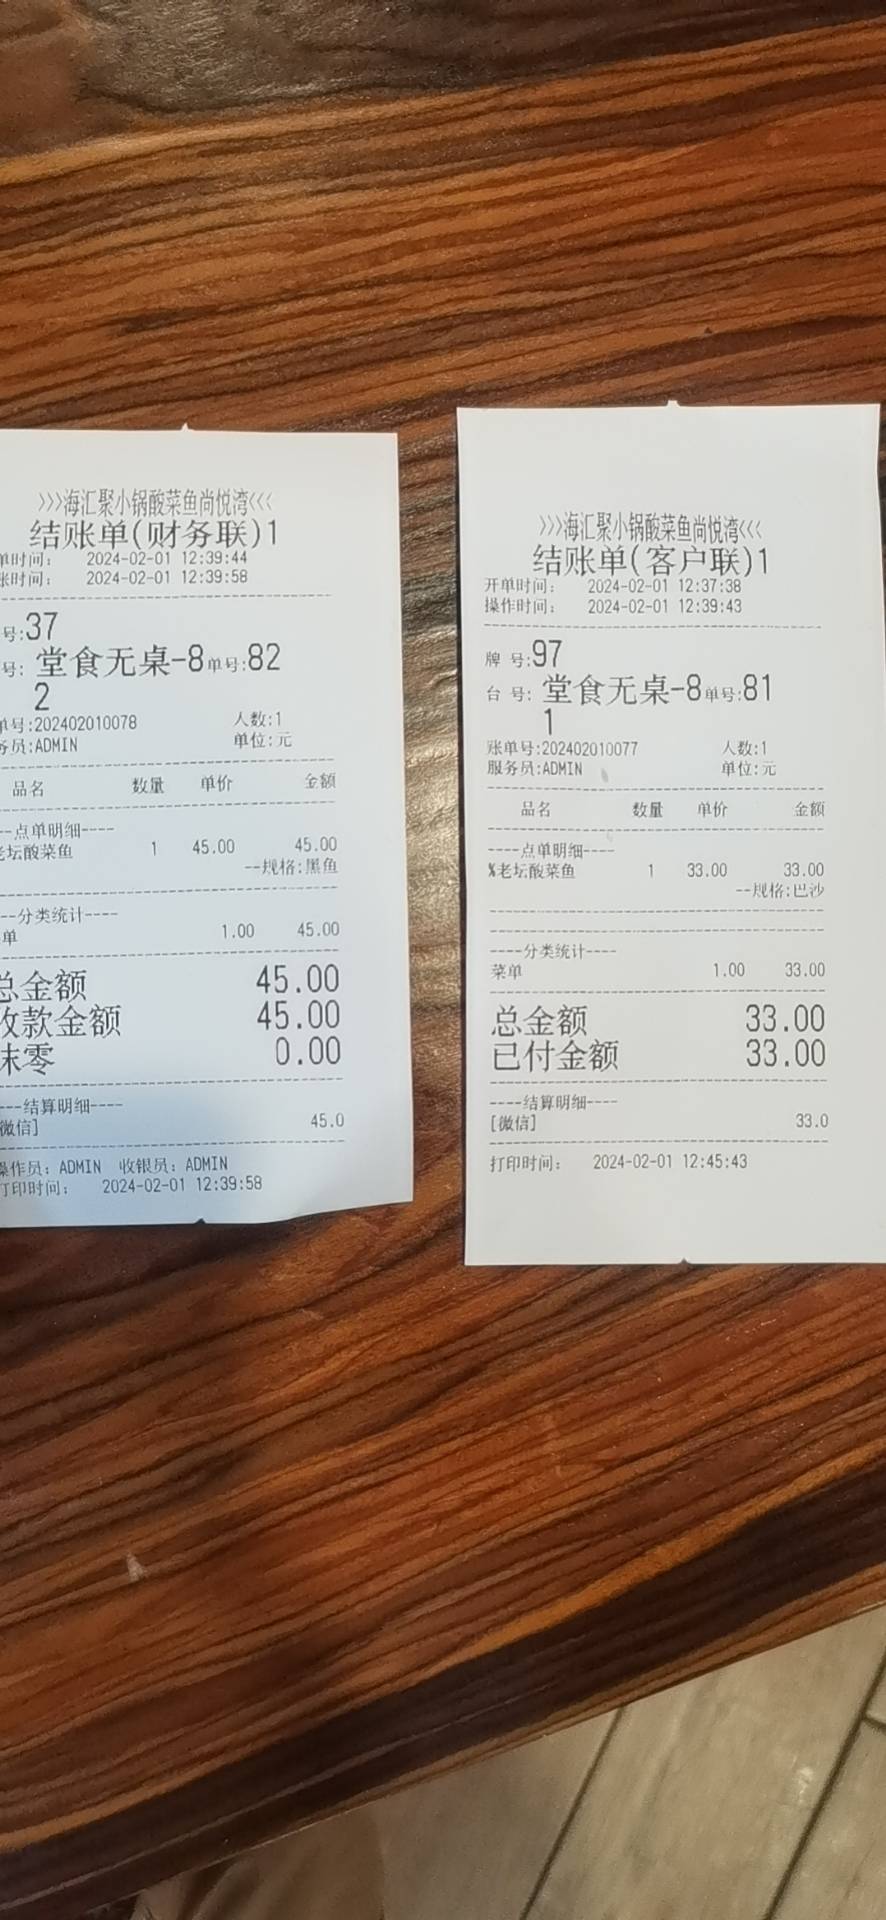 >>>海汇聚小锅酸菜鱼尚悦湾<<<
结账单(财务联)1
单时间： 2024-02-01 12:39:44
账时间： 2024-02-01 12:39:58
号:37
号: 堂食无桌-8单号:82
2
单号:202402010078 人数:1
务员:ADMIN 单位:元
品名 数量 单价 金额
--点单明细----
老坛酸菜鱼 1 45.00 45.00
--规格:黑鱼
---分类统计----
单 1.00 45.00
总金额 45.00
收款金额 45.00
抹零 0.00
---结算明细----
微信] 45.0
操作员: ADMIN 收银员: ADMIN
打印时间： 2024-02-01 12:39:58
>>>海汇聚小锅酸菜鱼尚悦湾<<<
结账单(客户联)1
开单时间： 2024-02-01 12:37:38
操作时间： 2024-02-01 12:39:43
牌 号:97
台 号: 堂食无桌-8单号:81
1
账单号:202402010077 人数:1
服务员:ADMIN 单位:元
品名 数量 单价 金额
----点单明细----
%老坛酸菜鱼 1 33.00 33.00
--规格:巴沙
----分类统计----
菜单 1.00 33.00
总金额 33.00
已付金额 33.00
----结算明细----
[微信] 33.0
打印时间： 2024-02-01 12:45:43